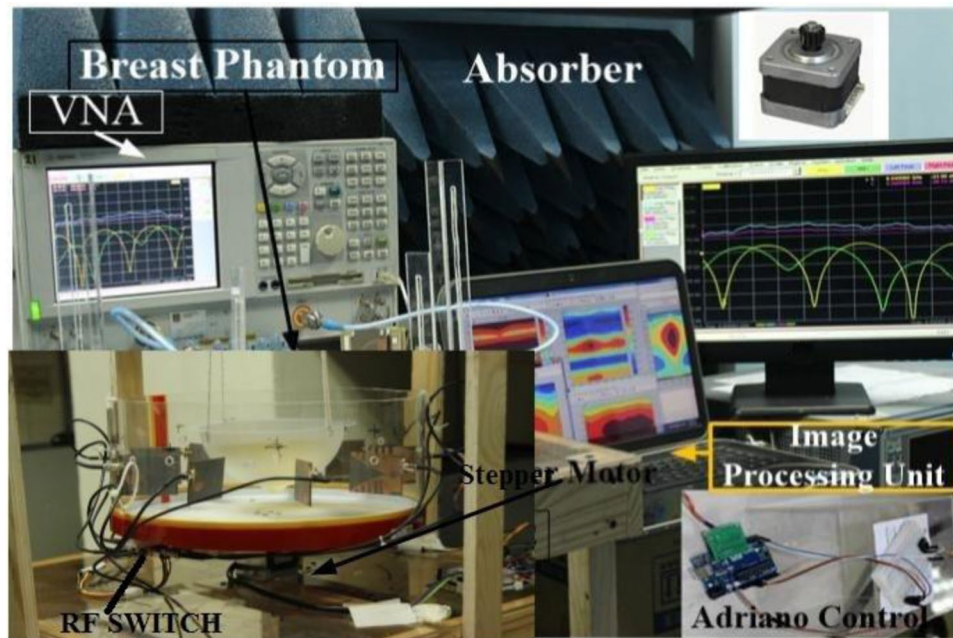 Breast Phantom
Absorber
VNA
Stepper Motor
Image
Processing Unit
RF SWITCH
Adriano Control